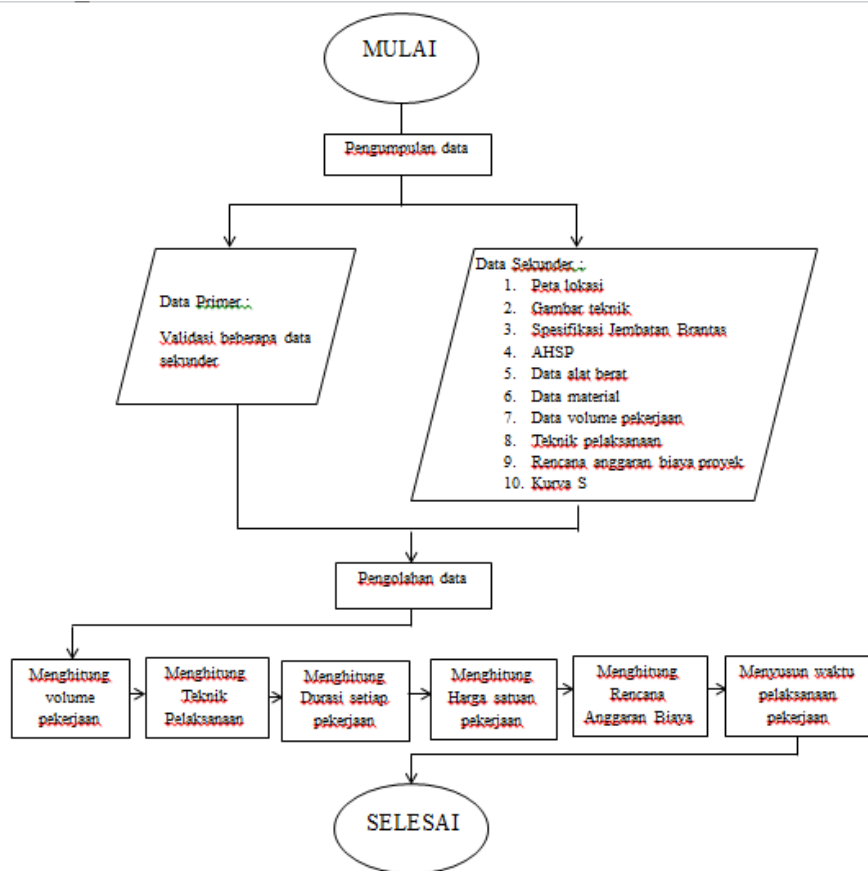 MULAI
Pengumpulan data
Data Primer :
Validasi beberapa data
sekunder
Data Sekunder :
1. Peta lokasi
2. Gambar teknik
3. Spesifikasi Jembatan Brantas
4. AHSP
5. Data alat berat
6. Data material
7. Data volume pekerjaan
8. Teknik pelaksanaan
9. Rencana anggaran biaya proyek
10. Kurva S
Pengolahan data
Menghitung
volume
pekerjaan
Menghitung
Teknik
Pelaksanaan
Menghitung
Durasi setiap
pekerjaan
Menghitung
Harga satuan
pekerjaan
Menghitung
Rencana
Anggaran Biaya
Menyusun waktu
pelaksanaan
pekerjaan
SELESAI